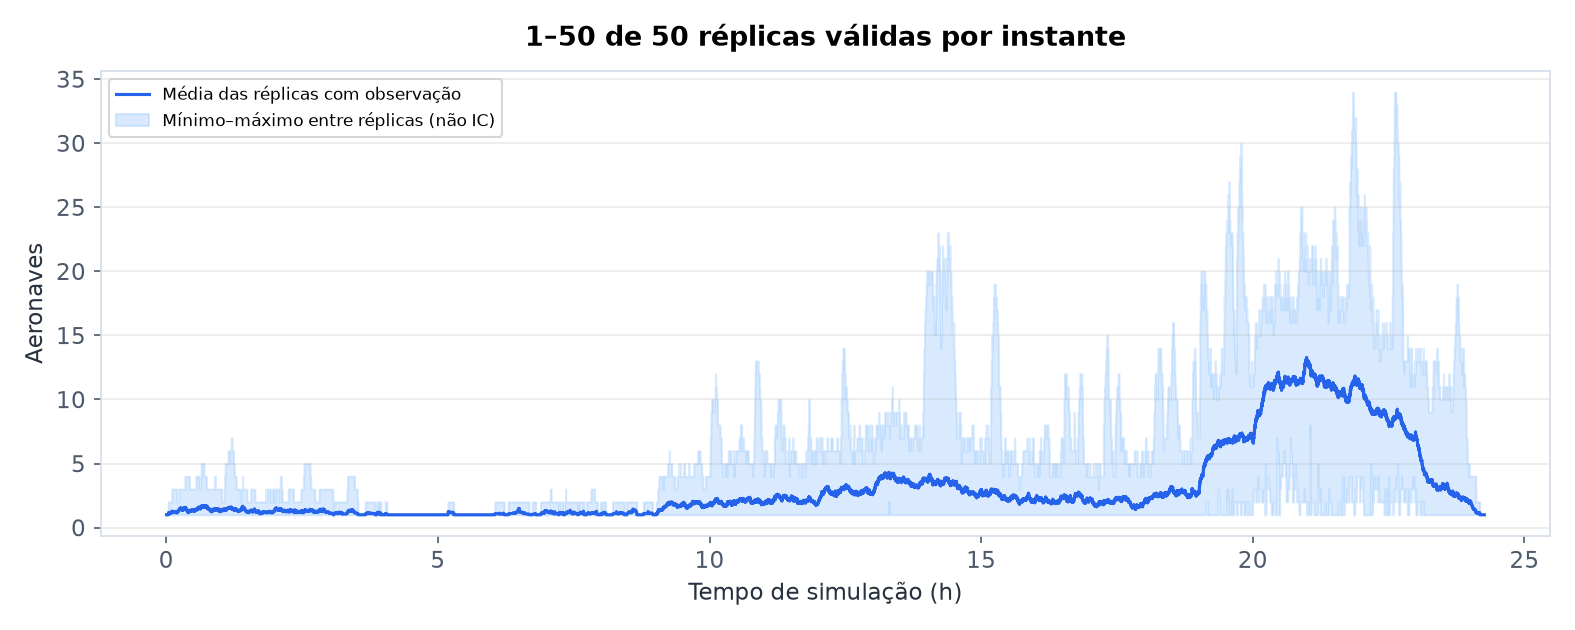 1–50 de 50 réplicas válidas por instante
Média das réplicas com observação
Mínimo–máximo entre réplicas (não IC)
Aeronaves
35
30
25
20
15
10
5
0
0 5 10 15 20 25
Tempo de simulação (h)